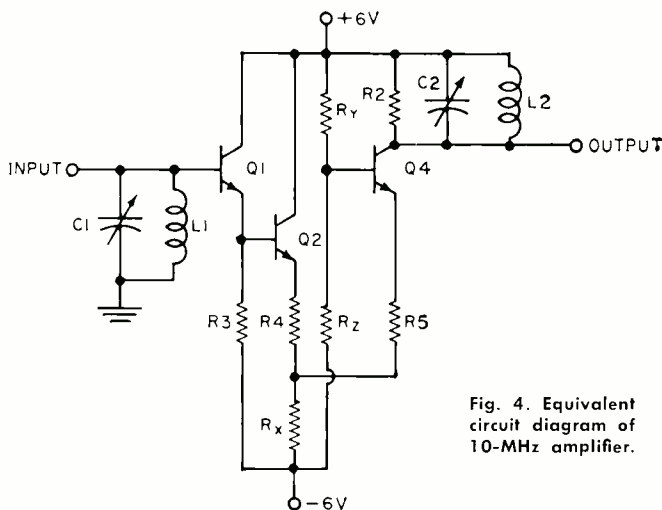 +6V
C2
R2
L2
RY
INPUT
Q1
Q4
OUTPUT
C1
L1
Q2
R3
R4
RZ
R5
RX
-6V
Fig. 4. Equivalent
circuit diagram of
10-MHz amplifier.